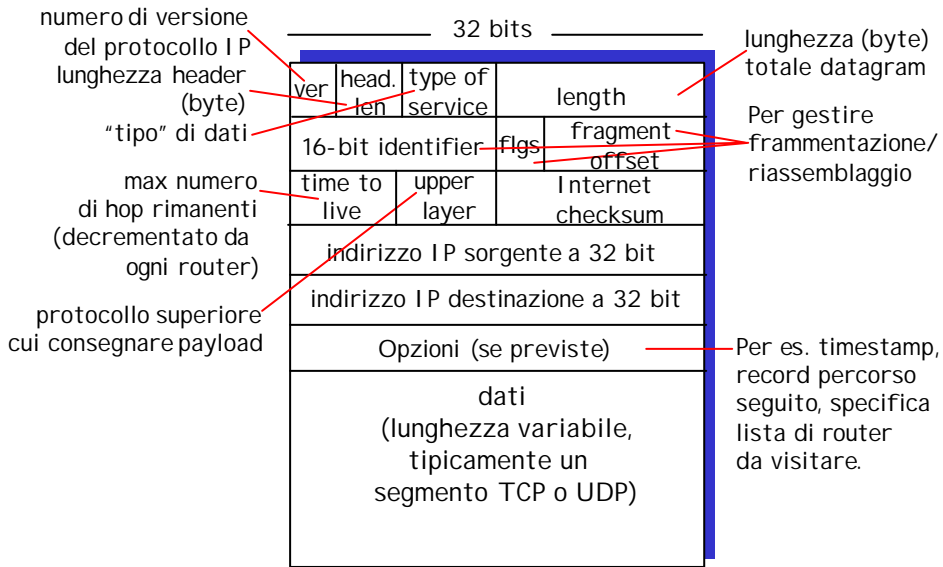 numero di versione
del protocollo IP
lunghezza header
(byte)
"tipo" di dati
max numero
di hop rimanenti
(decrementato da
ogni router)
protocollo superiore
cui consegnare payload
32 bits
ver
head.
len
type of
service
length
16-bit identifier
flgs
fragment
offset
time to
live
upper
layer
Internet
checksum
indirizzo IP sorgente a 32 bit
indirizzo IP destinazione a 32 bit
Opzioni (se previste)
dati
(lunghezza variabile,
tipicamente un
segmento TCP o UDP)
lunghezza (byte)
totale datagram
Per gestire
frammentazione/
riassemblaggio
Per es. timestamp,
record percorso
seguito, specifica
lista di router
da visitare.